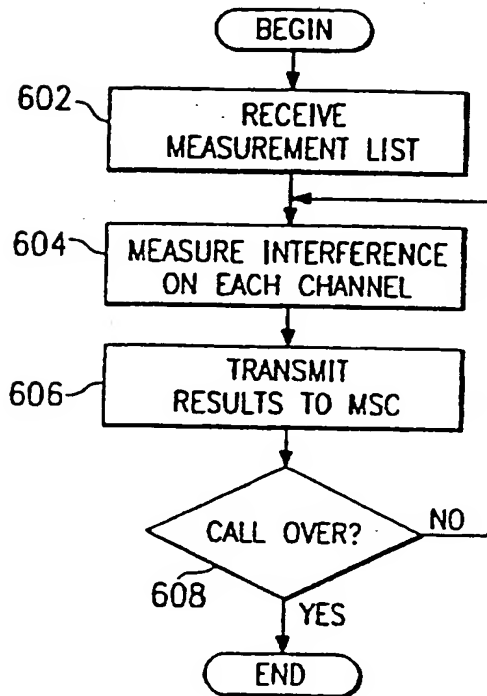 BEGIN
602
RECEIVE
MEASUREMENT LIST
604
MEASURE INTERFERENCE
ON EACH CHANNEL
606
TRANSMIT
RESULTS TO MSC
CALL OVER?
NO
608
YES
END